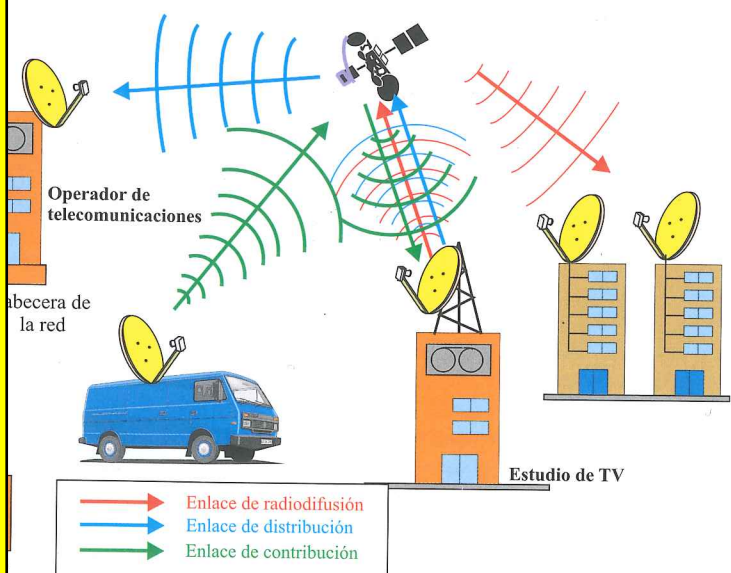 Operador de
telecomunicaciones
abecera de
la red
Estudio de TV
Enlace de radiodifusión
Enlace de distribución
Enlace de contribución